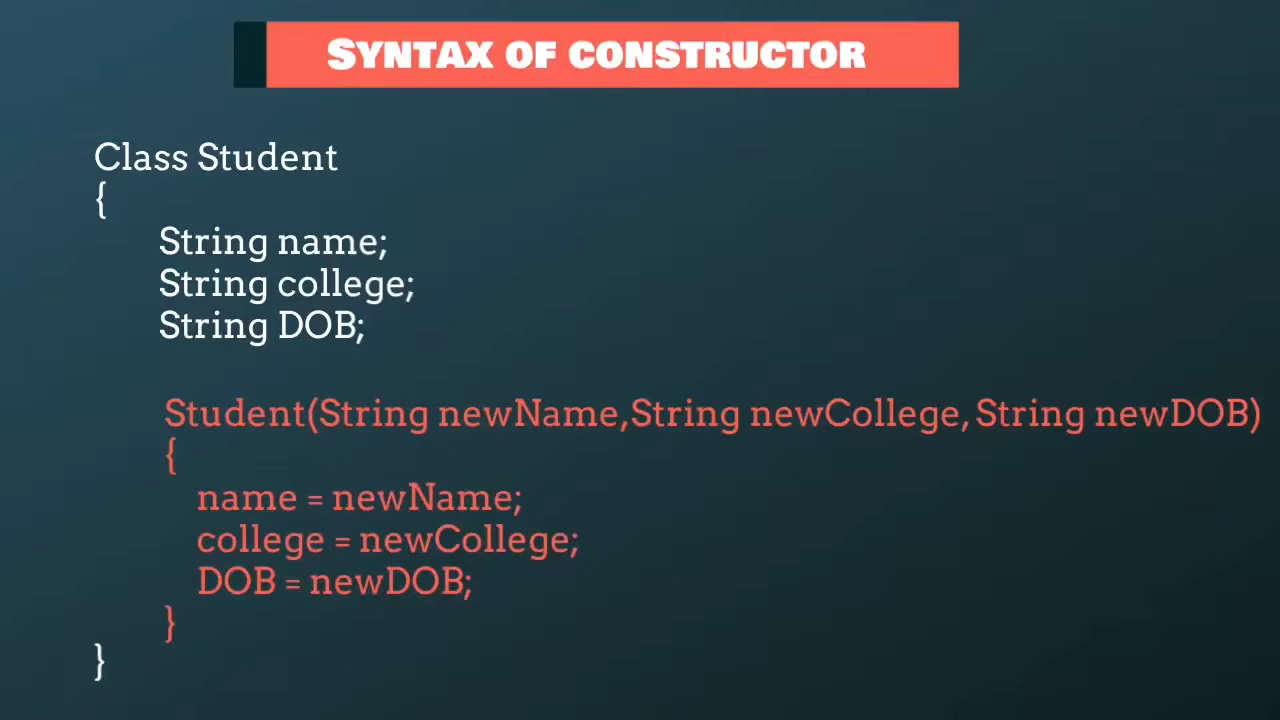 Syntax of constructor
Class Student
{
String name;
String college;
String DOB;
Student(String newName,String newCollege, String newDOB)
{
name = newName;
college = newCollege;
DOB = newDOB;
}
}